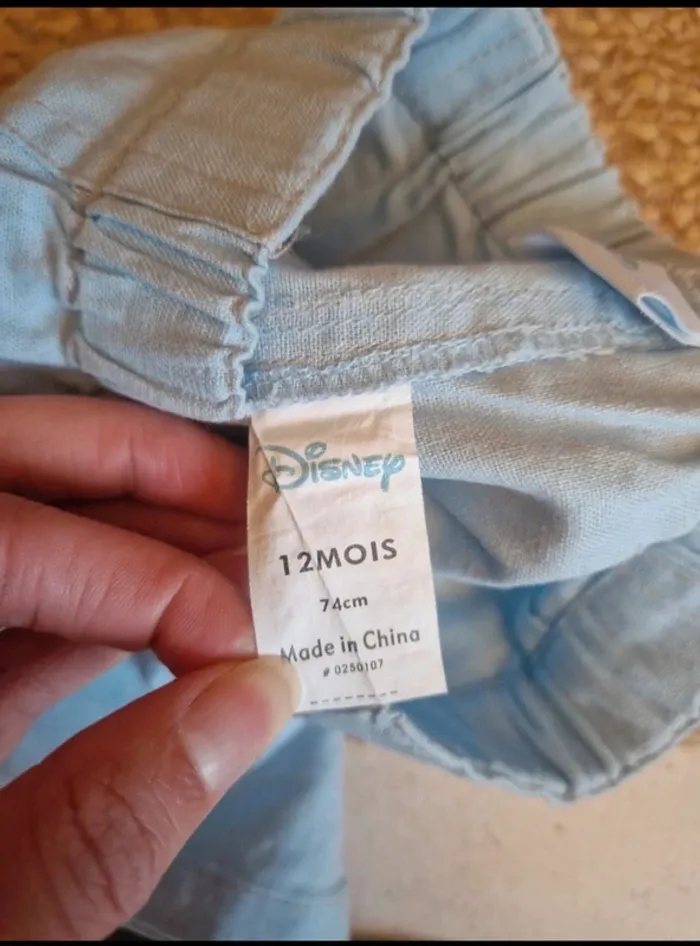 Disney
12MOIS
74cm
Made in China
# 0250107